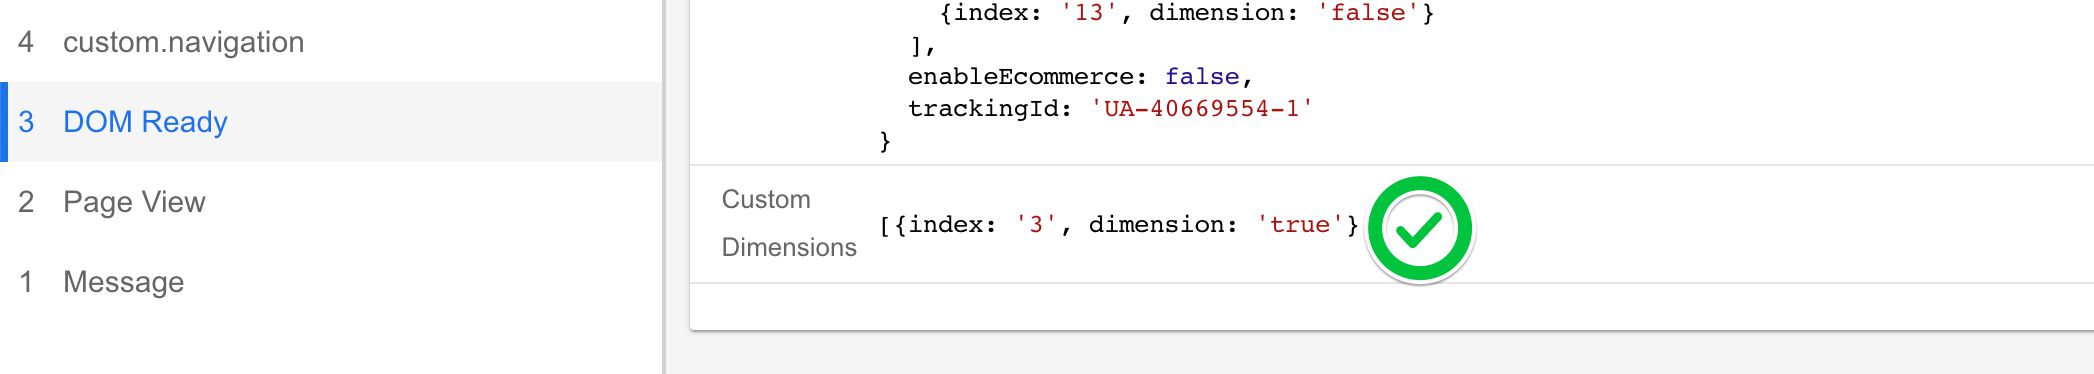 4 custom.navigation
3 DOM Ready
2 Page View
1 Message
{index: '13', dimension: 'false'}
],
enableEcommerce: false,
trackingId: 'UA-40669554-1'
}
Custom
Dimensions
[{index: '3', dimension: 'true'}